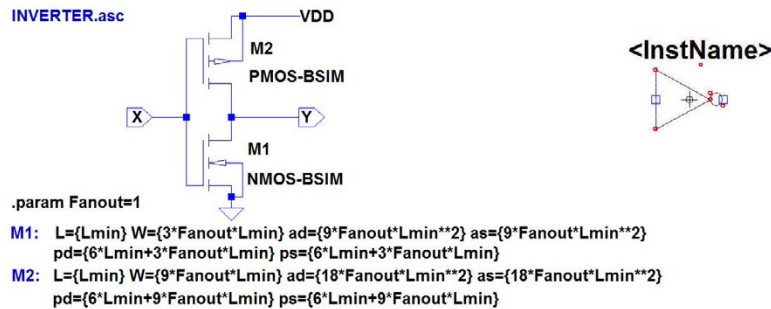 INVERTER.asc
VDD
M2
PMOS-BSIM
<InstName>
X
Y
M1
NMOS-BSIM
.param Fanout=1
M1: L={Lmin} W={3*Fanout*Lmin} ad={9*Fanout*Lmin**2} as={9*Fanout*Lmin**2}
pd={6*Lmin+3*Fanout*Lmin} ps={6*Lmin+3*Fanout*Lmin}
M2: L={Lmin} W={9*Fanout*Lmin} ad={18*Fanout*Lmin**2} as={18*Fanout*Lmin**2}
pd={6*Lmin+9*Fanout*Lmin} ps={6*Lmin+9*Fanout*Lmin}